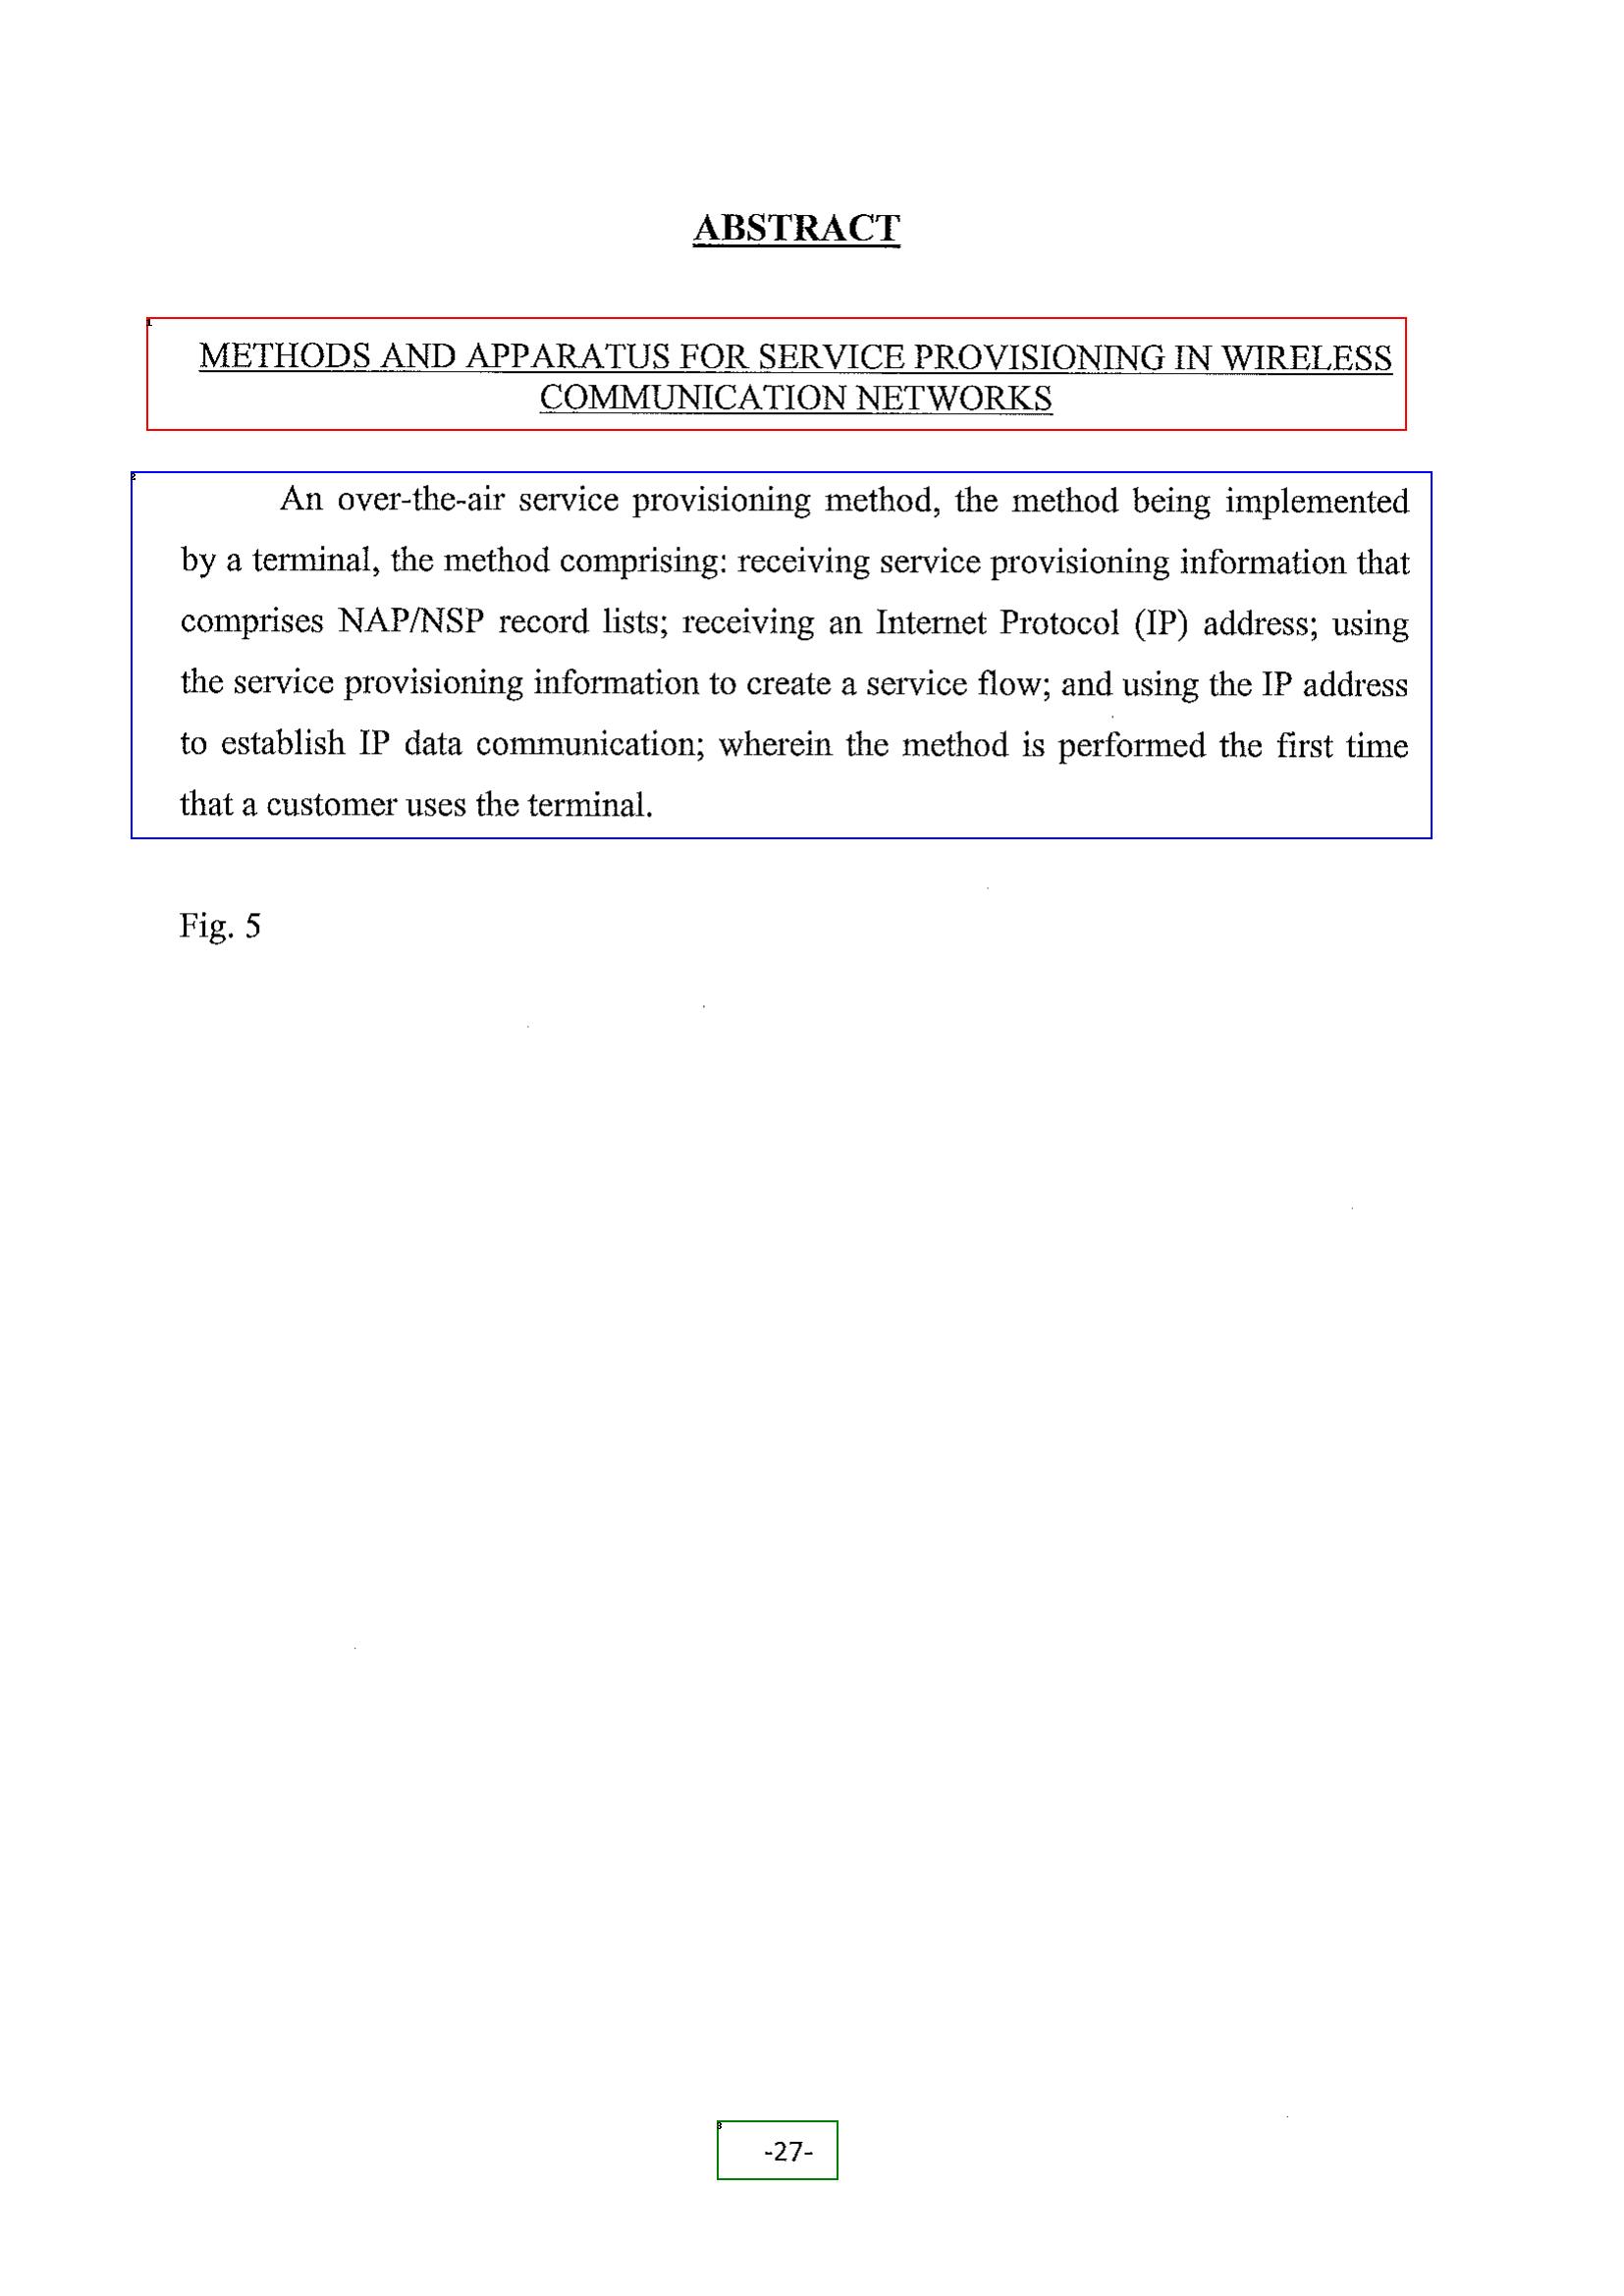 ABSTRACT
METHODS AND APPARATUS FOR SERVICE PROVISIONING IN WIRELESS
COMMUNICATION NETWORKS
An over-the-air service provisioning method, the method being implemented
by a terminal, the method comprising: receiving service provisioning information that
comprises NAP/NSP record lists; receiving an Internet Protocol (IP) address; using
the service provisioning information to create a service flow; and using the IP address
to establish IP data communication; wherein the method is performed the first time
that a customer uses the terminal.
Fig. 5
-27-